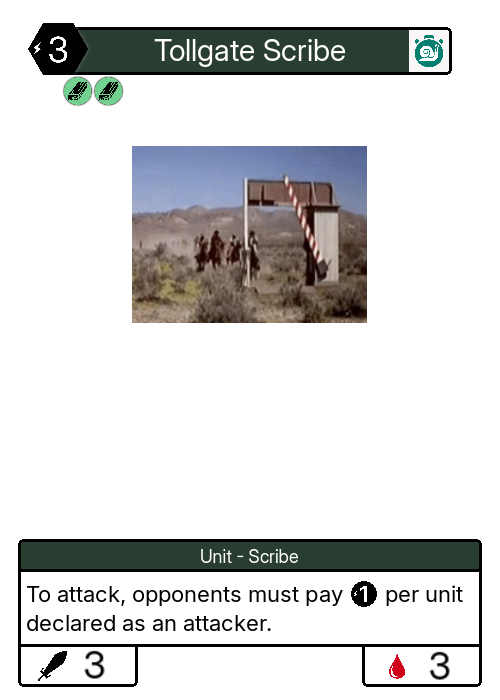 3 Tollgate Scribe
Unit - Scribe
To attack, opponents must pay 1 per unit
declared as an attacker.
3 3